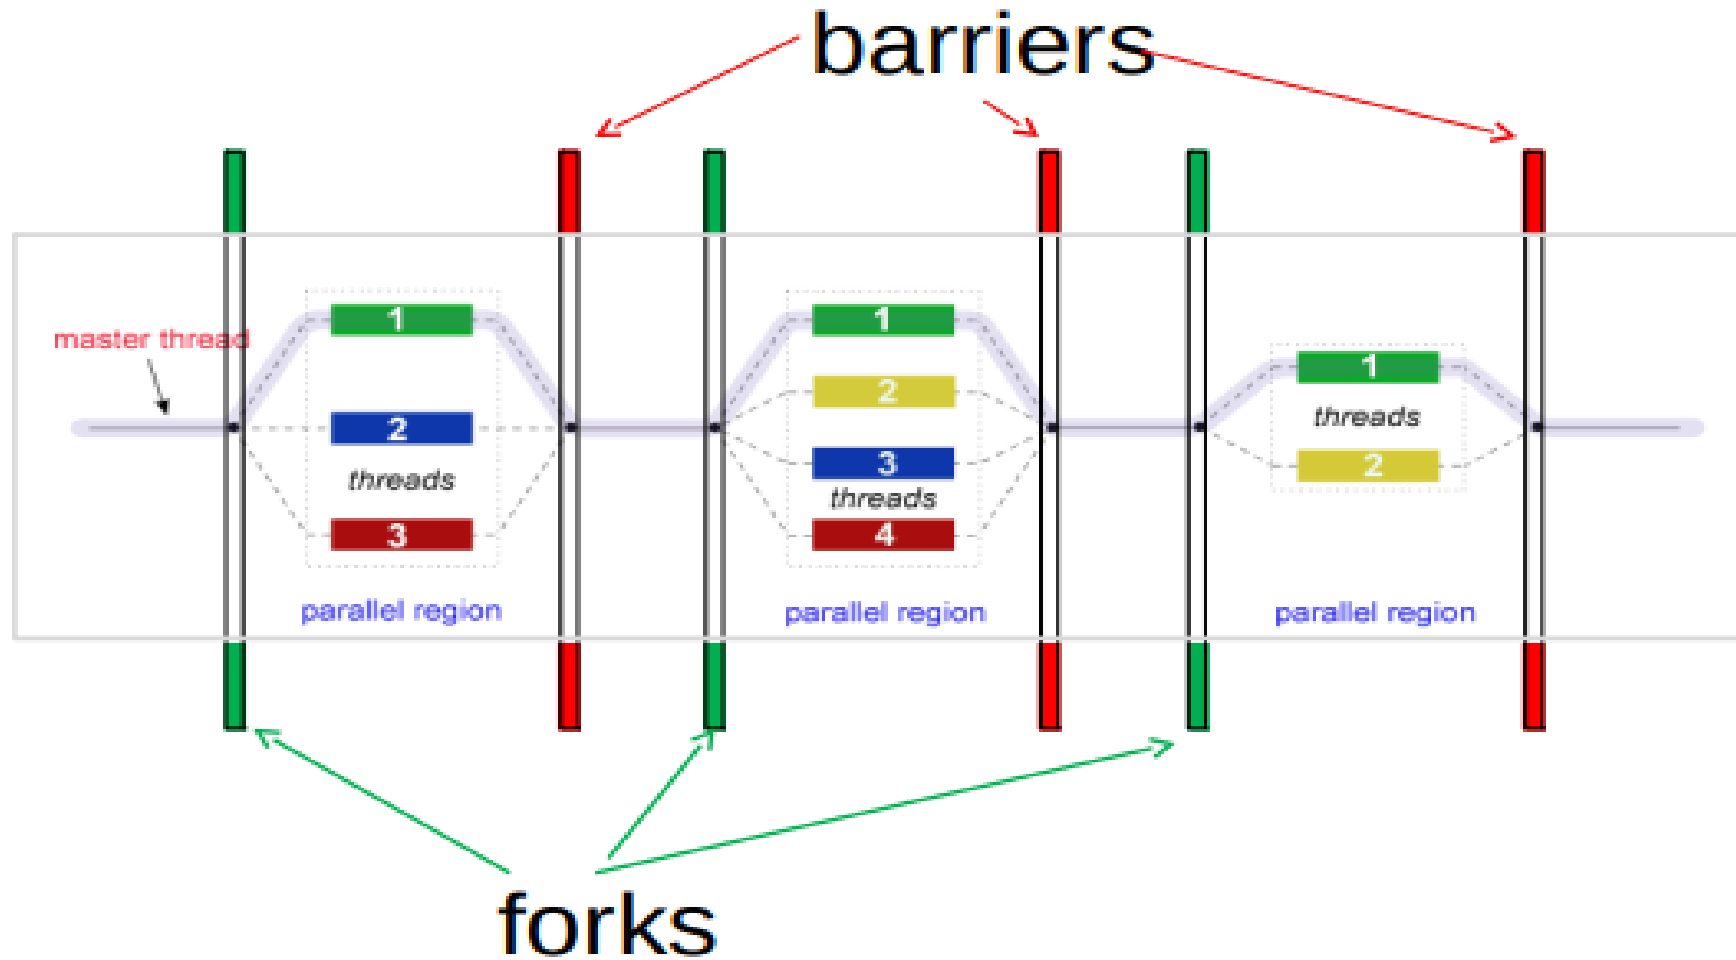 barriers
master thread
1
2
threads
3
parallel region
1
2
3
threads
4
parallel region
1
threads
2
parallel region
forks